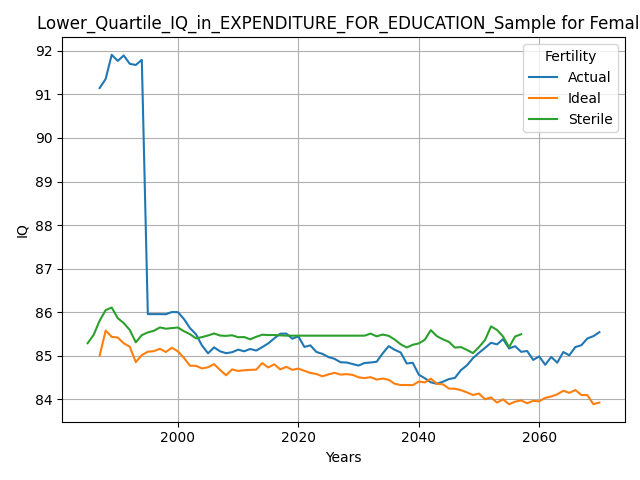 Lower_Quartile_IQ_in_EXPENDITURE_FOR_EDUCATION_Sample for Femal
92
91
90
89
88
87
86
85
84
IQ
Fertility
Actual
Ideal
Sterile
2000
2020
2040
2060
Years